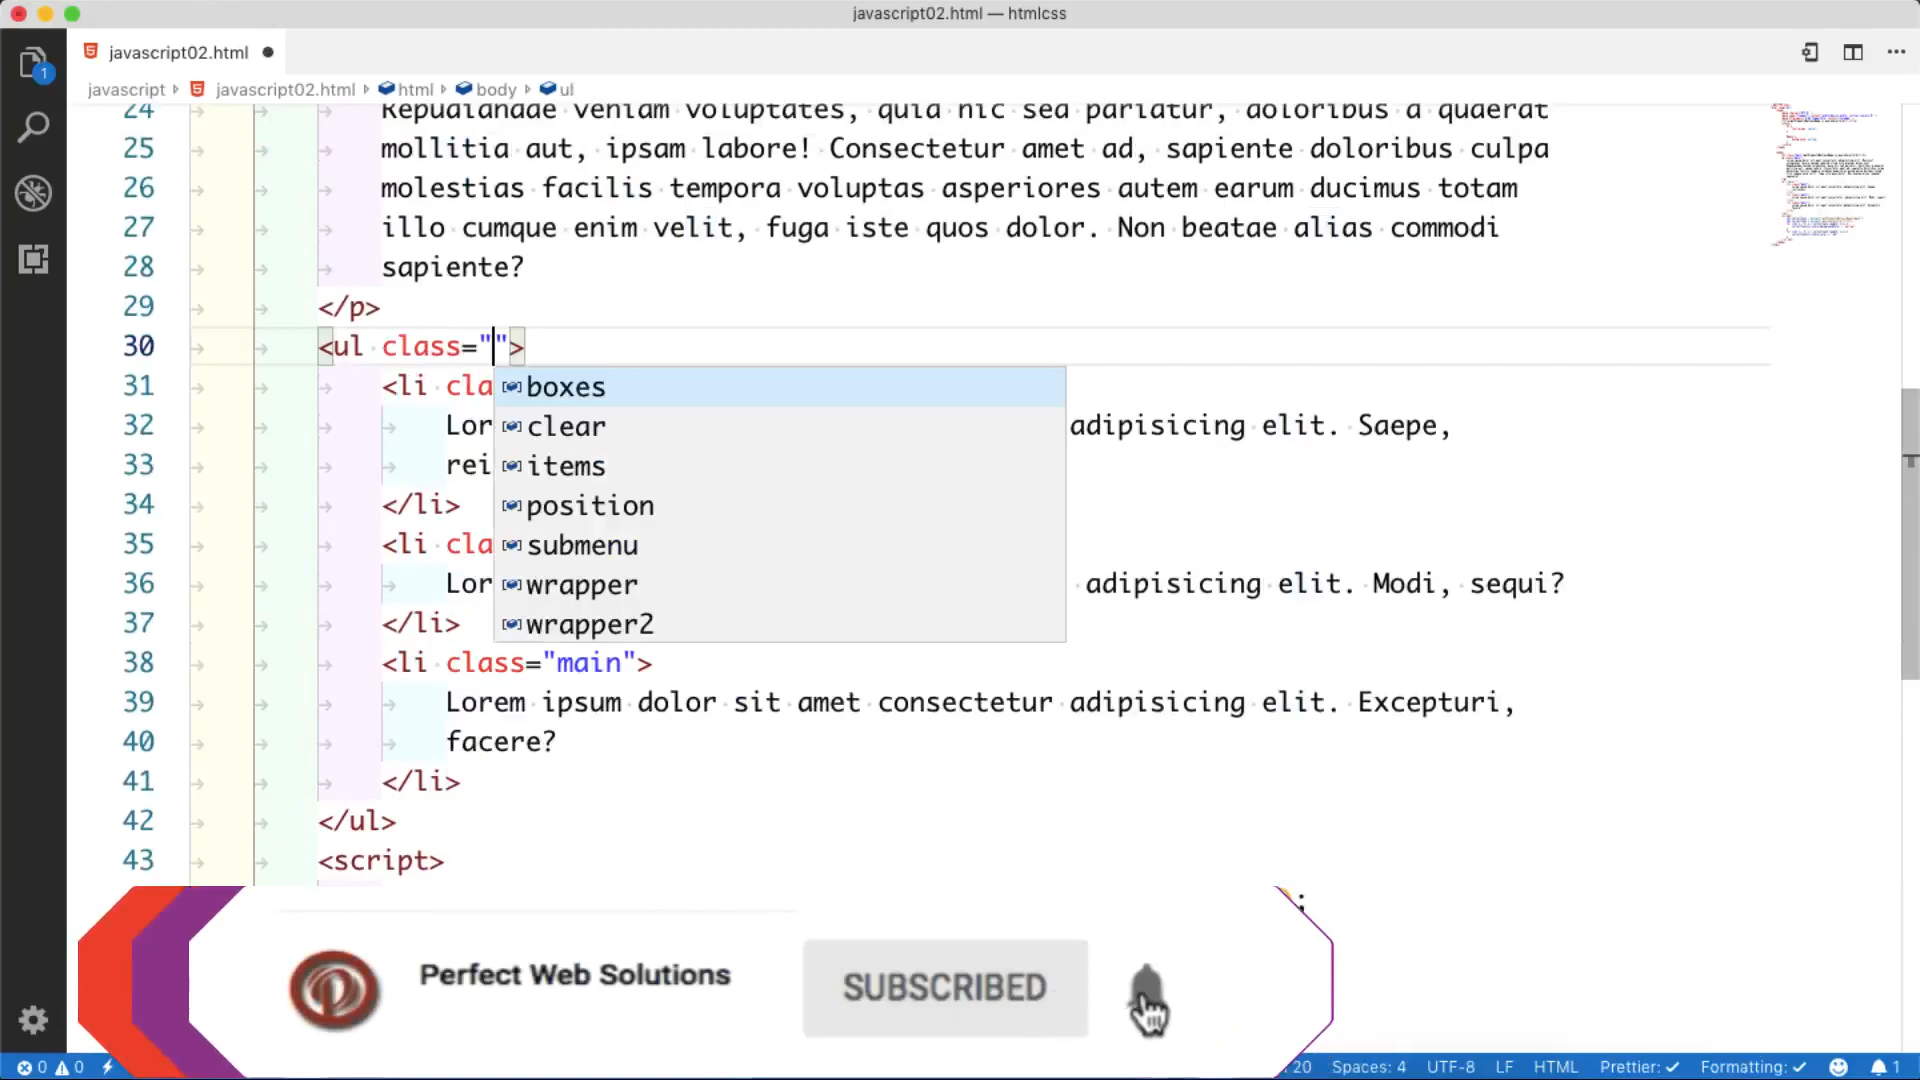 javascript02.html — htmlcss
javascript02.html
1
javascript javascript02.html html body ul
24 Repudiandae veniam voluptates, quia hic sed pariatur, doloribus a quaerat
25 mollitia aut, ipsam labore! Consectetur amet ad, sapiente doloribus culpa
26 molestias facilis tempora voluptas asperiores autem earum ducimus totam
27 illo cumque enim velit, fuga iste quos dolor. Non beatae alias commodi
28 sapiente?
29 </p>
30 <ul class="">
31 <li cla
boxes
32 Lor adipisicing elit. Saepe,
clear
33 rei
items
34 </li>
position
35 <li cla
submenu
36 Lor adipisicing elit. Modi, sequi?
wrapper
37 </li>
wrapper2
38 <li class="main">
39 Lorem ipsum dolor sit amet consectetur adipisicing elit. Excepturi,
40 facere?
41 </li>
42 </ul>
43 <script>
;
Perfect Web Solutions
SUBSCRIBED
0 0 20 Spaces: 4 UTF-8 LF HTML Prettier: ✓ Formatting: ✓ 1